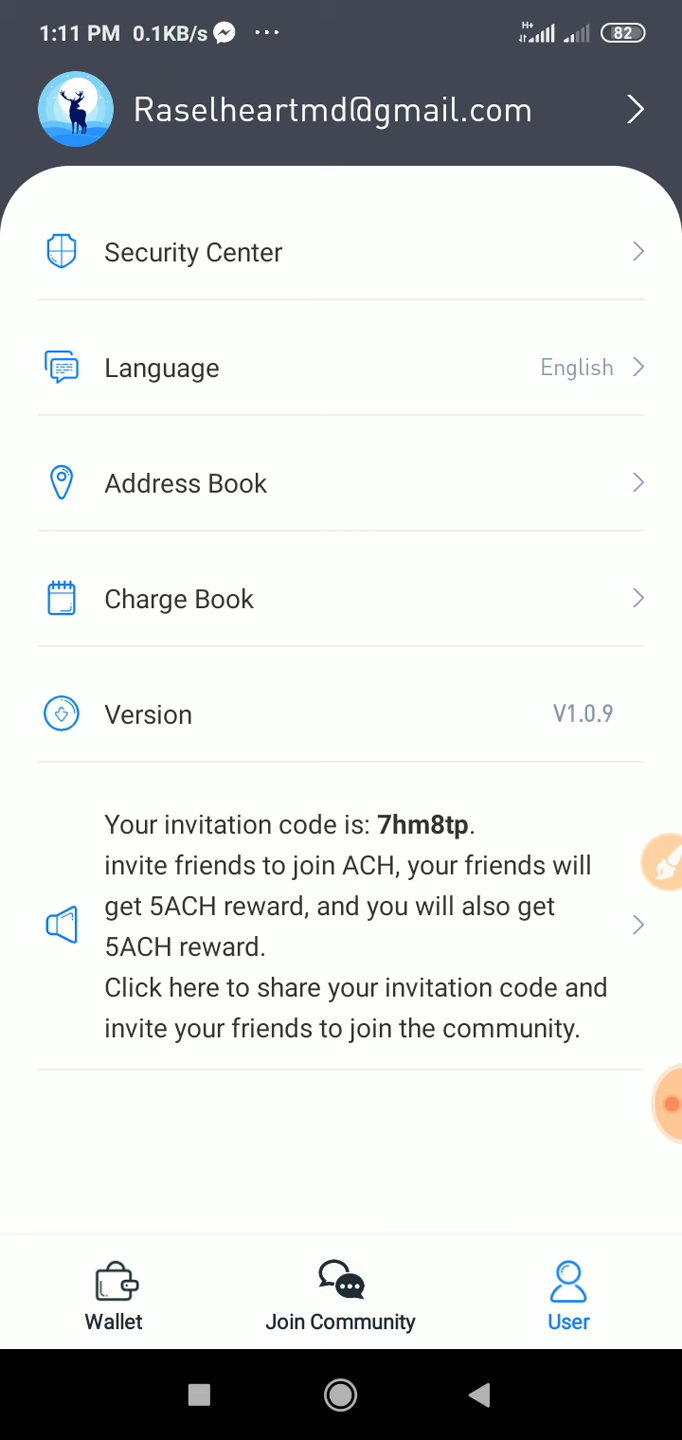 1:11 PM 0.1KB/s ...
H+
82
Raselheartmd@gmail.com
Security Center
Language English
Address Book
Charge Book
Version V1.0.9
Your invitation code is: 7hm8tp.
invite friends to join ACH, your friends will
get 5ACH reward, and you will also get
5ACH reward.
Click here to share your invitation code and
invite your friends to join the community.
Wallet
Join Community
User